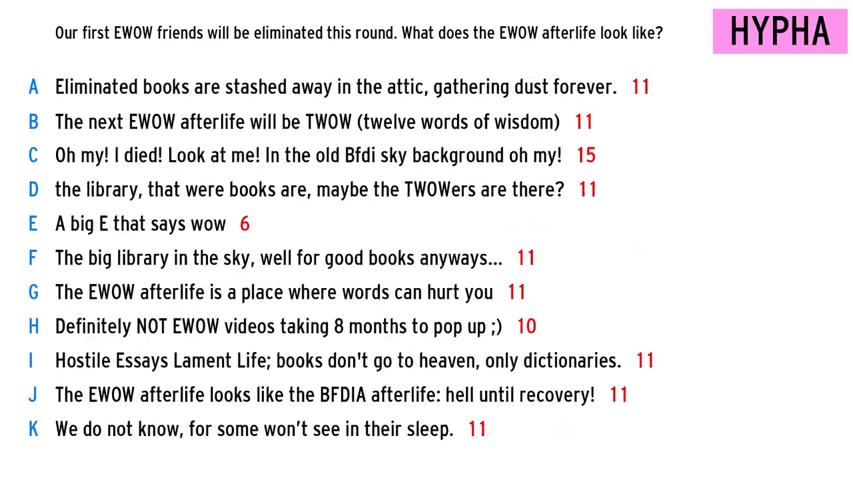 Our first EWOW friends will be eliminated this round. What does the EWOW afterlife look like?
HYPHA
A Eliminated books are stashed away in the attic, gathering dust forever. 11
B The next EWOW afterlife will be TWOW (twelve words of wisdom) 11
C Oh my! I died! Look at me! In the old Bfdi sky background oh my! 15
D the library, that were books are, maybe the TWOWers are there? 11
E A big E that says wow 6
F The big library in the sky, well for good books anyways... 11
G The EWOW afterlife is a place where words can hurt you 11
H Definitely NOT EWOW videos taking 8 months to pop up ;) 10
I Hostile Essays Lament Life; books don't go to heaven, only dictionaries. 11
J The EWOW afterlife looks like the BFDIA afterlife: hell until recovery! 11
K We do not know, for some won’t see in their sleep. 11